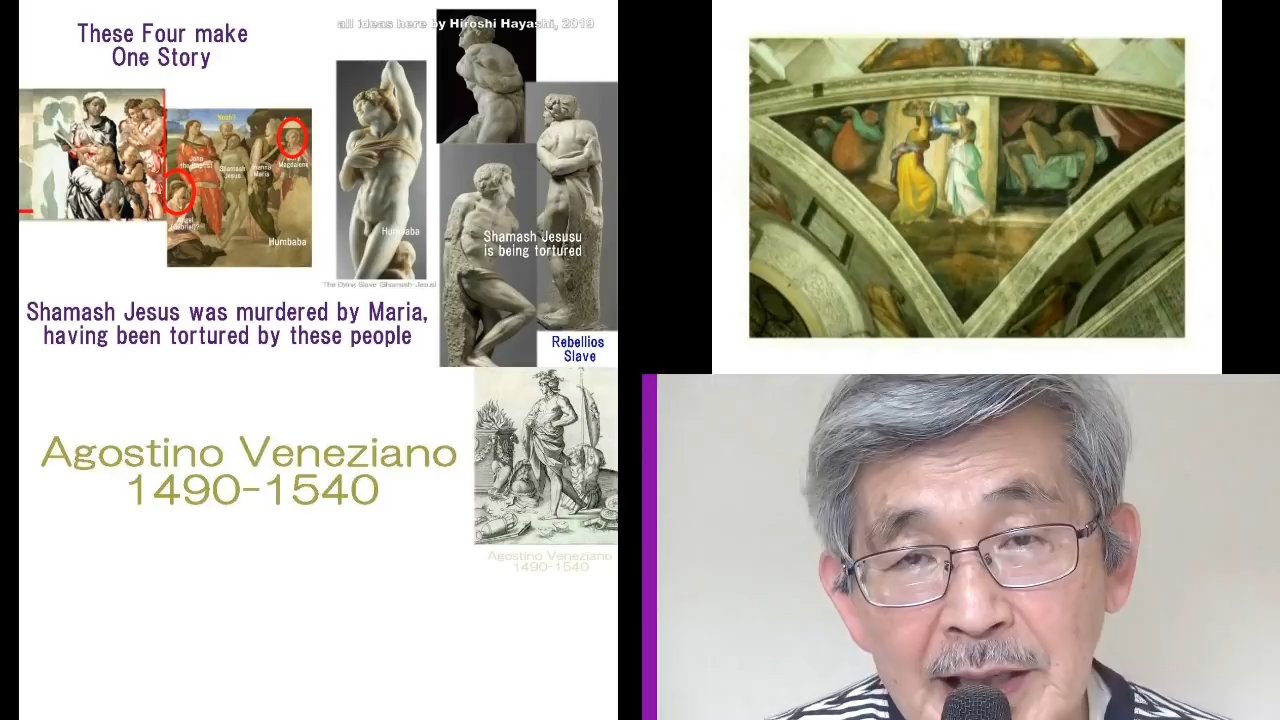 all ideas here by Hiroshi Hayashi, 2019
These Four make
One Story
Noah?
John
the Baptist
Shamash
Jesus
Maria
Magdalene
Humbaba
Humbaba
The Dying Slave (Shamash-Jesus)
Shamash Jesusu
is being tortured
Shamash Jesus was murdered by Maria,
having been tortured by these people
Rebellios
Slave
Agostino Veneziano
1490-1540
Agostino Veneziano
1490-1540